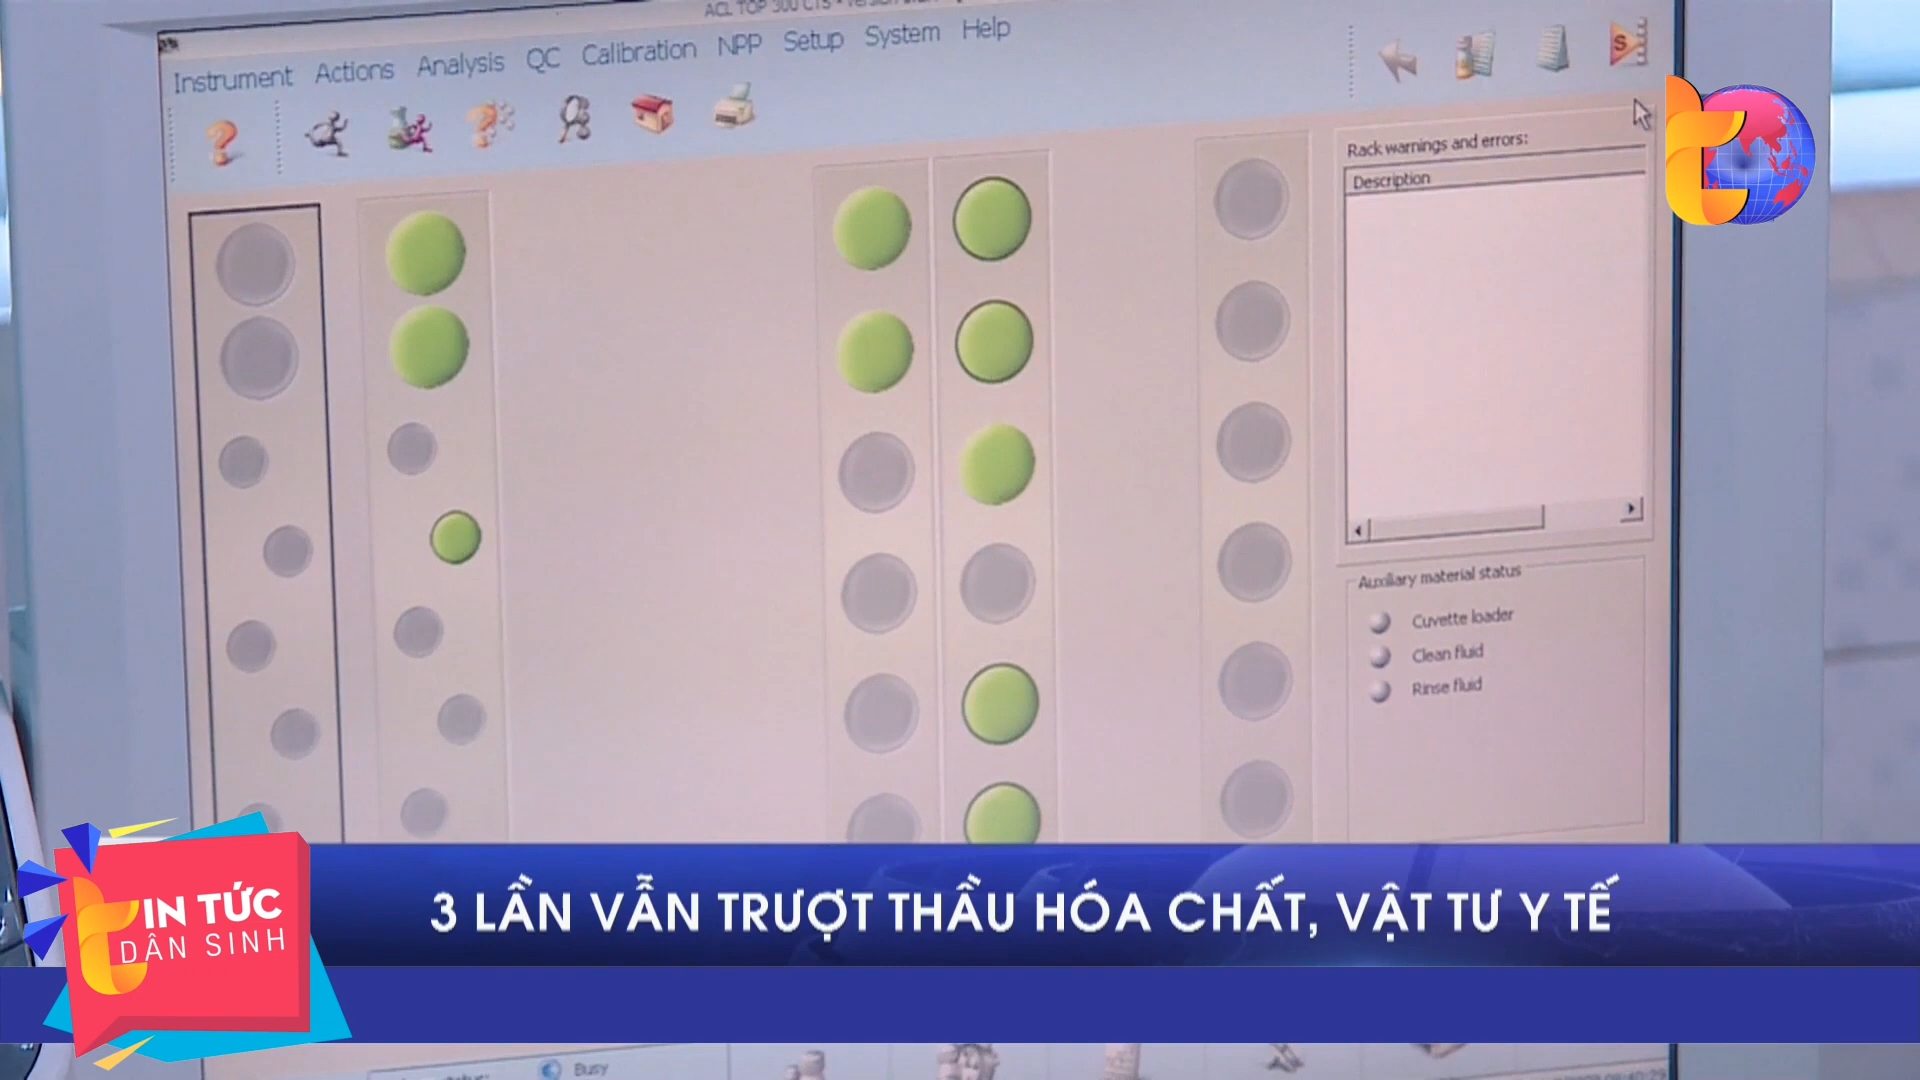 ACL TOP 300 CTS
Instrument Actions Analysis QC Calibration NPP Setup System Help
S
Rack warnings and errors:
Description
Auxiliary material status
Cuvette loader
Clean fluid
Rinse fluid
TIN TỨC
DÂN SINH
3 LẦN VẪN TRƯỢT THẦU HÓA CHẤT, VẬT TƯ Y TẾ
Busy